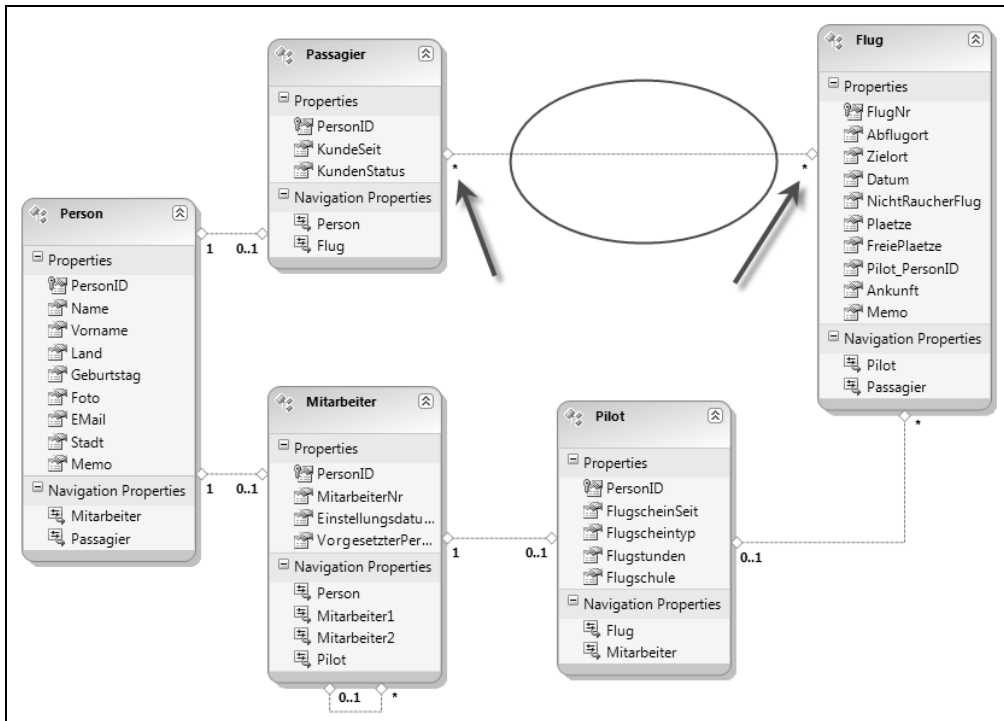 Passagier
Properties
PersonID
KundeSeit
KundenStatus
Navigation Properties
Person
Flug
*
*
Flug
Properties
FlugNr
Abflugort
Zielort
Datum
NichtRaucherFlug
Plaetze
FreiePlaetze
Pilot_PersonID
Ankunft
Memo
Navigation Properties
Pilot
Passagier
*
Person
Properties
PersonID
Name
Vorname
Land
Geburtstag
Foto
EMail
Stadt
Memo
Navigation Properties
Mitarbeiter
Passagier
1
0..1
1
0..1
Mitarbeiter
Properties
PersonID
MitarbeiterNr
Einstellungsdatu...
VorgesetzterPer...
Navigation Properties
Person
Mitarbeiter1
Mitarbeiter2
Pilot
0..1
*
1
0..1
Pilot
Properties
PersonID
FlugscheinSeit
Flugscheintyp
Flugstunden
Flugschule
Navigation Properties
Flug
Mitarbeiter
0..1